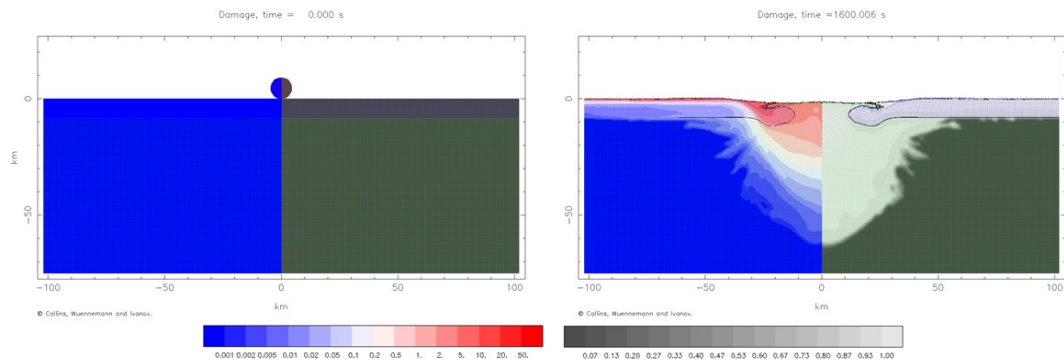 Damage, time = 0.000 s
0
km
−50
−100 −50 0 50 100
km
© Collins, Wuennemann and Ivanov.
Damage, time =1600.006 s
0
km
−50
−100 −50 0 50 100
km
© Collins, Wuennemann and Ivanov.
0.001 0.002 0.005 0.01 0.02 0.05 0.1 0.2 0.5 1. 2. 5. 10. 20. 50.
0.07 0.13 0.20 0.27 0.33 0.40 0.47 0.53 0.60 0.67 0.73 0.80 0.87 0.93 1.00